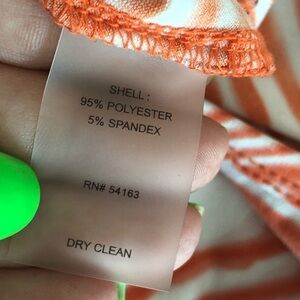 SHELL :
95% POLYESTER
5% SPANDEX
RN# 54163
DRY CLEAN